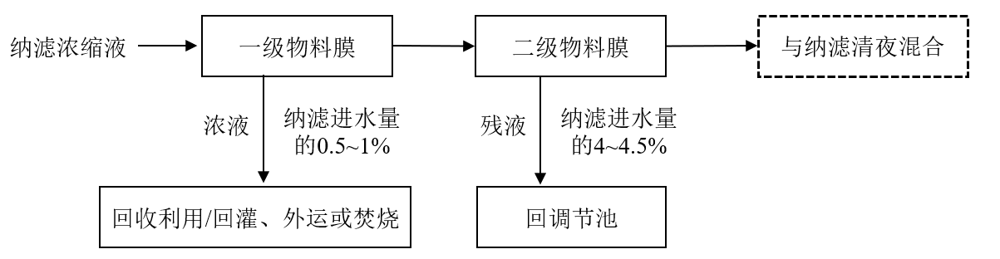 纳滤浓缩液
一级物料膜
二级物料膜
与纳滤清夜混合
浓液
纳滤进水量
的0.5~1%
残液
纳滤进水量
的4~4.5%
回收利用/回灌、外运或焚烧
回调节池